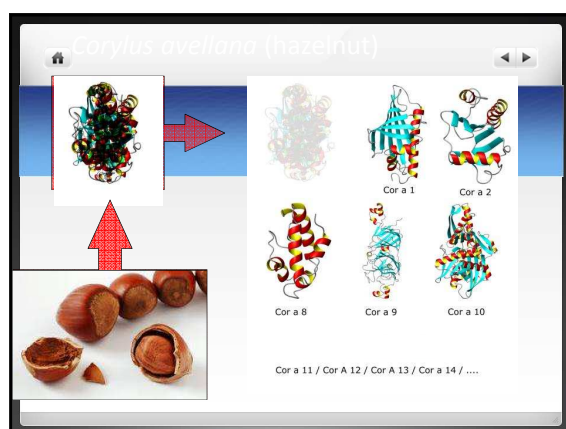 Corylus avellana (hazelnut)
Cor a 1
Cor a 2
Cor a 8
Cor a 9
Cor a 10
Cor a 11 / Cor A 12 / Cor A 13 / Cor a 14 / ....